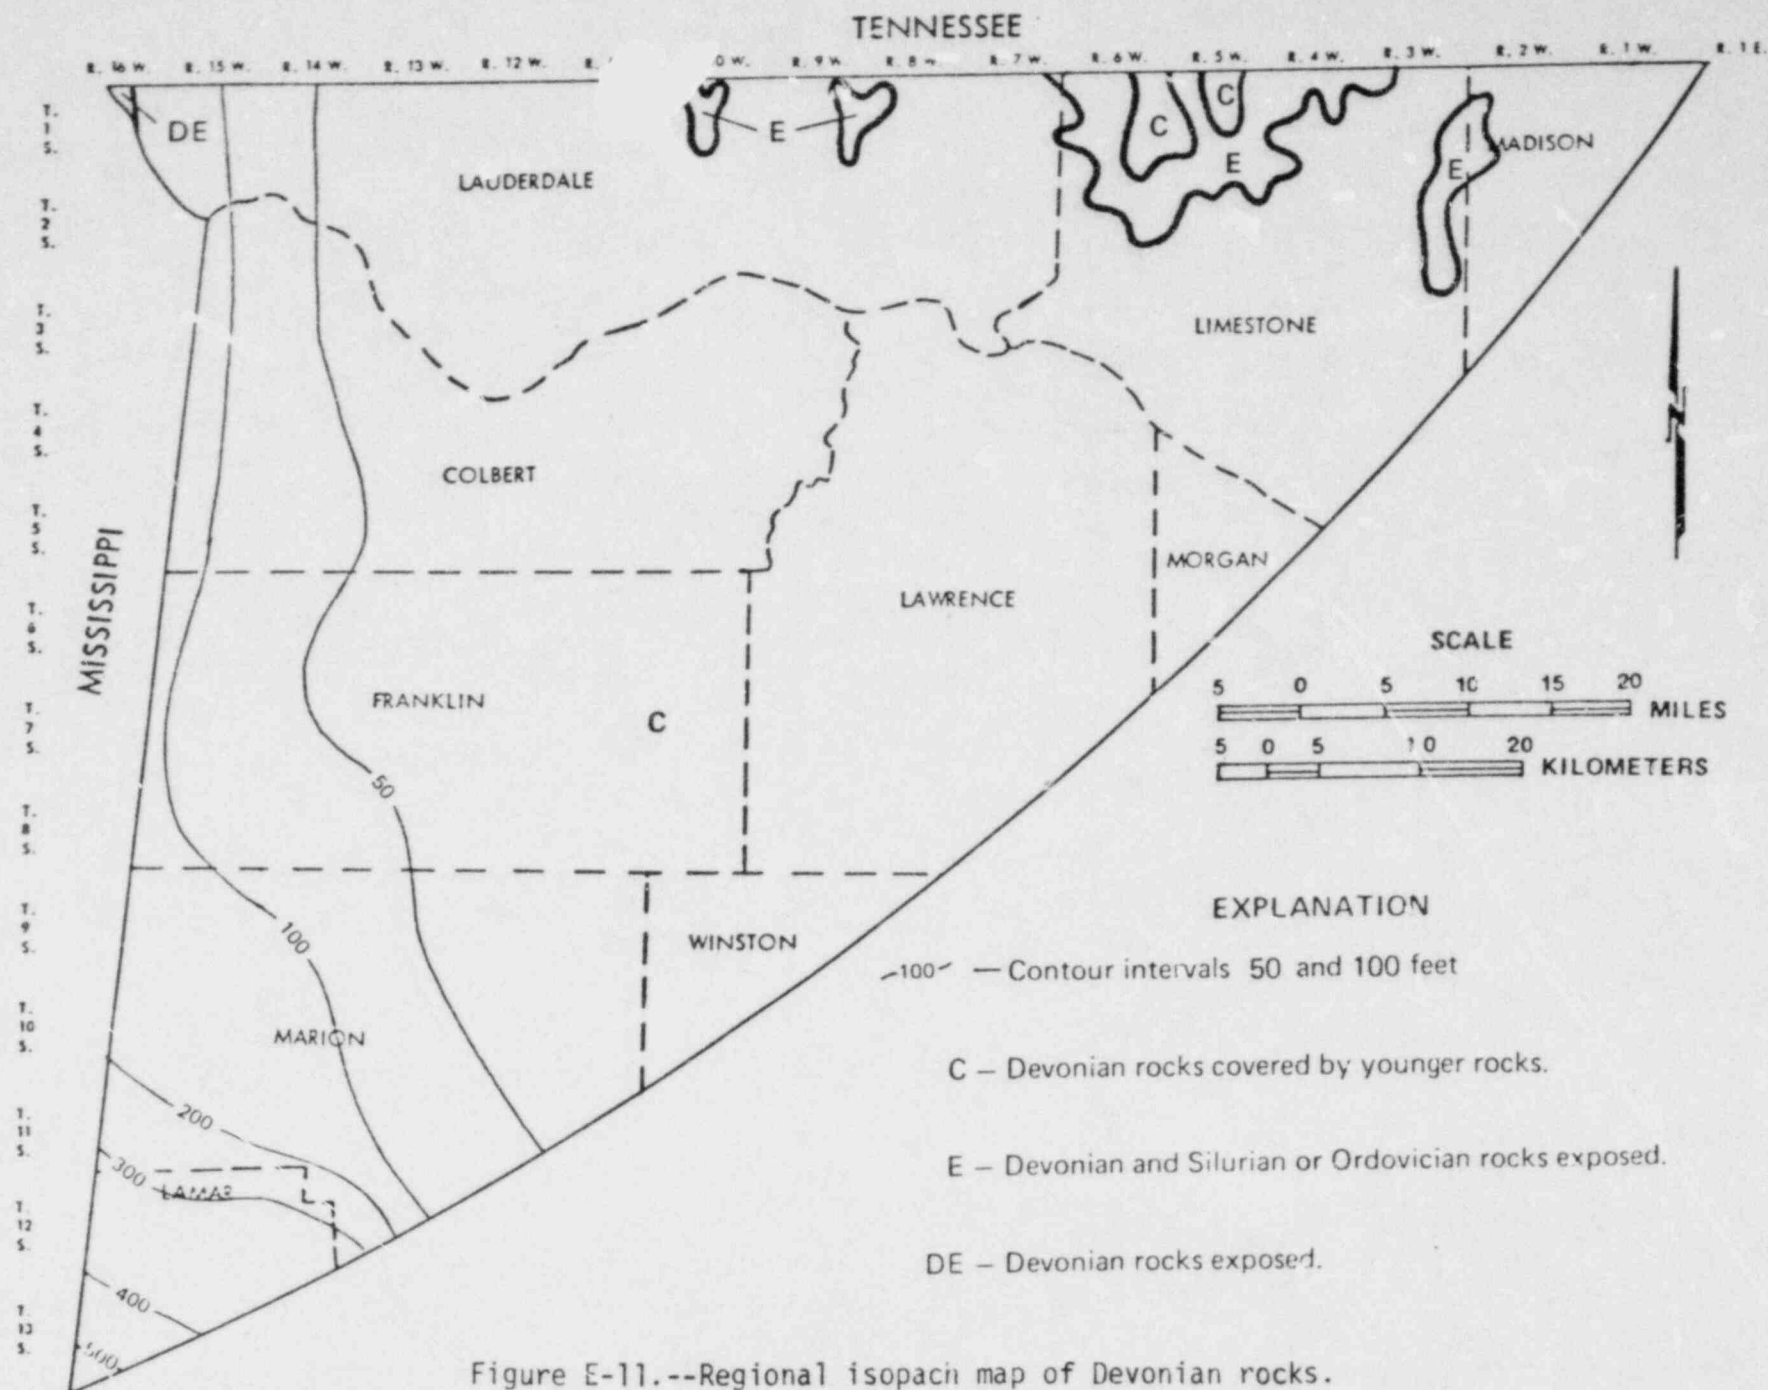 TENNESSEE
R. 16 W. R. 15 W. R. 14 W. R. 13 W. R. 12 W. R. 0 W. R. 9 W. R. 8 W. R. 7 W. R. 6 W. R. 5 W. R. 4 W. R. 3 W. R. 2 W. R. 1 W. R. 1 E.
T. 1 S.
DE
E
C
C
E
E
MADISON
LAUDERDALE
T. 2 S.
T. 3 S.
LIMESTONE
T. 4 S.
COLBERT
T. 5 S.
MISSISSIPPI
MORGAN
LAWRENCE
T. 6 S.
FRANKLIN
C
T. 7 S.
50
T. 8 S.
SCALE
5 0 5 10 15 20
MILES
5 0 5 10 20
KILOMETERS
T. 9 S.
100
WINSTON
T. 10 S.
MARION
T. 11 S.
200
300
LAMAR
T. 12 S.
400
T. 13 S.
500
EXPLANATION
-100- — Contour intervals 50 and 100 feet
C – Devonian rocks covered by younger rocks.
E – Devonian and Silurian or Ordovician rocks exposed.
DE – Devonian rocks exposed.
Figure E-11.--Regional isopach map of Devonian rocks.